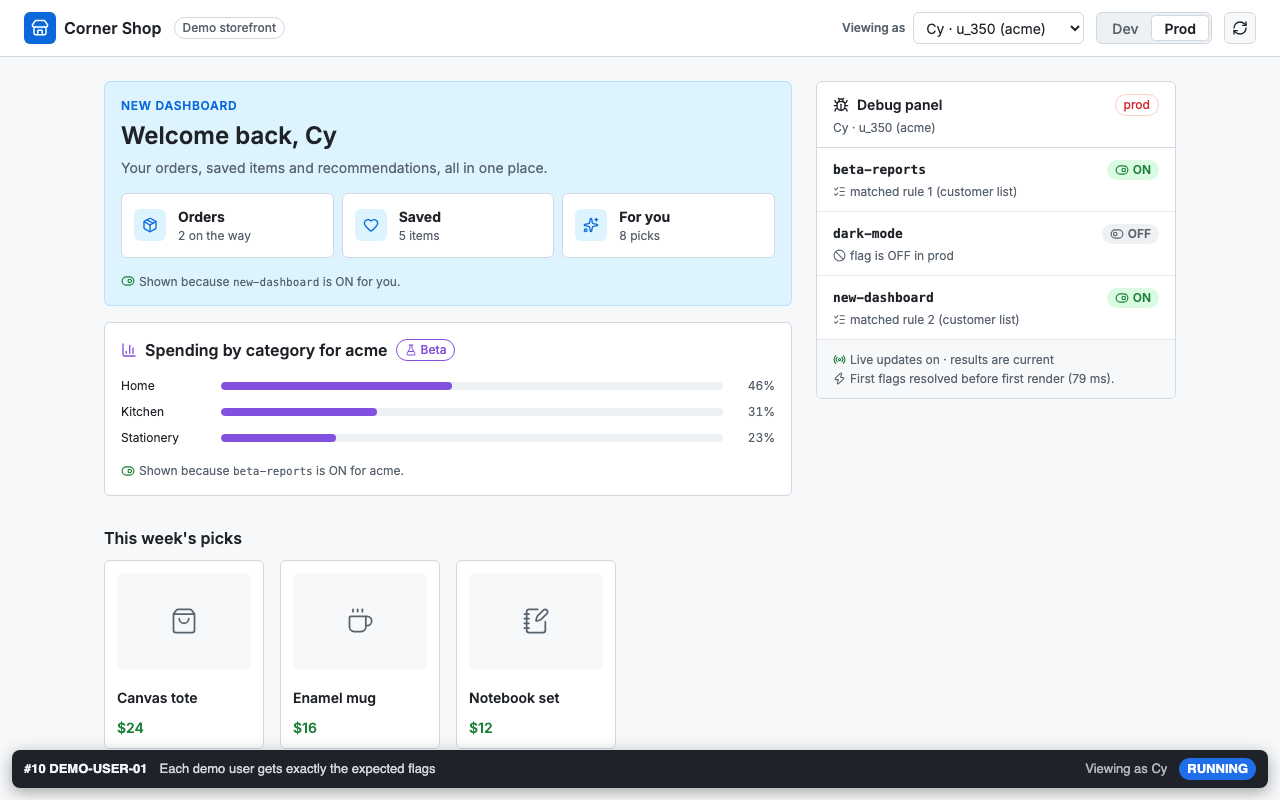 Corner Shop
Demo storefront
Viewing as
Cy · u_350 (acme)
Dev
Prod
NEW DASHBOARD
Welcome back, Cy
Your orders, saved items and recommendations, all in one place.
Orders
2 on the way
Saved
5 items
For you
8 picks
Shown because new-dashboard is ON for you.
Spending by category for acme
Beta
Home
46%
Kitchen
31%
Stationery
23%
Shown because beta-reports is ON for acme.
This week's picks
Canvas tote
$24
Enamel mug
$16
Notebook set
$12
Debug panel
prod
Cy · u_350 (acme)
beta-reports
ON
matched rule 1 (customer list)
dark-mode
OFF
flag is OFF in prod
new-dashboard
ON
matched rule 2 (customer list)
Live updates on · results are current
First flags resolved before first render (79 ms).
#10 DEMO-USER-01
Each demo user gets exactly the expected flags
Viewing as Cy
RUNNING